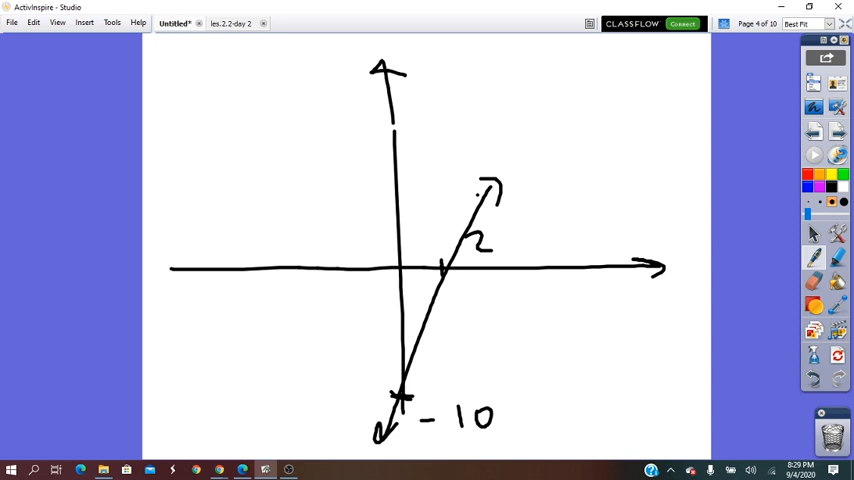 ActivInspire - Studio
File Edit View Insert Tools Help
Untitled* les.2.2-day 2
CLASSFLOW Connect
Page 4 of 10 Best Fit
2
- 10
8:29 PM
9/4/2020